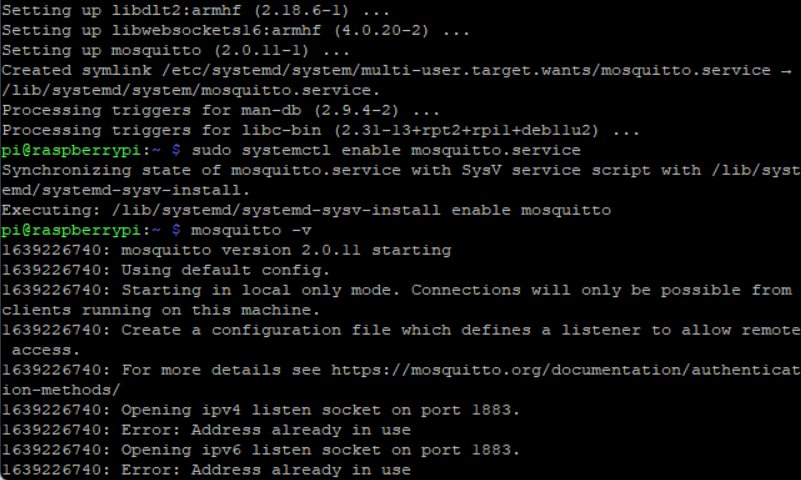 Setting up libdlt2:armhf (2.18.6-1) ...
Setting up libwebsockets16:armhf (4.0.20-2) ...
Setting up mosquitto (2.0.11-1) ...
Created symlink /etc/systemd/system/multi-user.target.wants/mosquitto.service →
/lib/systemd/system/mosquitto.service.
Processing triggers for man-db (2.9.4-2) ...
Processing triggers for libc-bin (2.31-13+rpt2+rpi1+deb11u2) ...
pi@raspberrypi:~ $ sudo systemctl enable mosquitto.service
Synchronizing state of mosquitto.service with SysV service script with /lib/syst
emd/systemd-sysv-install.
Executing: /lib/systemd/systemd-sysv-install enable mosquitto
pi@raspberrypi:~ $ mosquitto -v
1639226740: mosquitto version 2.0.11 starting
1639226740: Using default config.
1639226740: Starting in local only mode. Connections will only be possible from
clients running on this machine.
1639226740: Create a configuration file which defines a listener to allow remote
 access.
1639226740: For more details see https://mosquitto.org/documentation/authenticat
ion-methods/
1639226740: Opening ipv4 listen socket on port 1883.
1639226740: Error: Address already in use
1639226740: Opening ipv6 listen socket on port 1883.
1639226740: Error: Address already in use